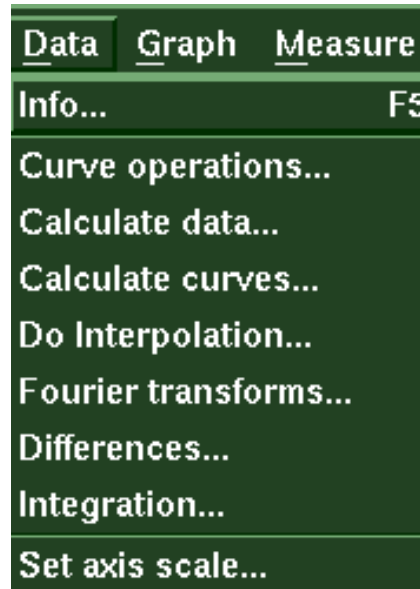 Data Graph Measure
Info... F5
Curve operations...
Calculate data...
Calculate curves...
Do Interpolation...
Fourier transforms...
Differences...
Integration...
Set axis scale...